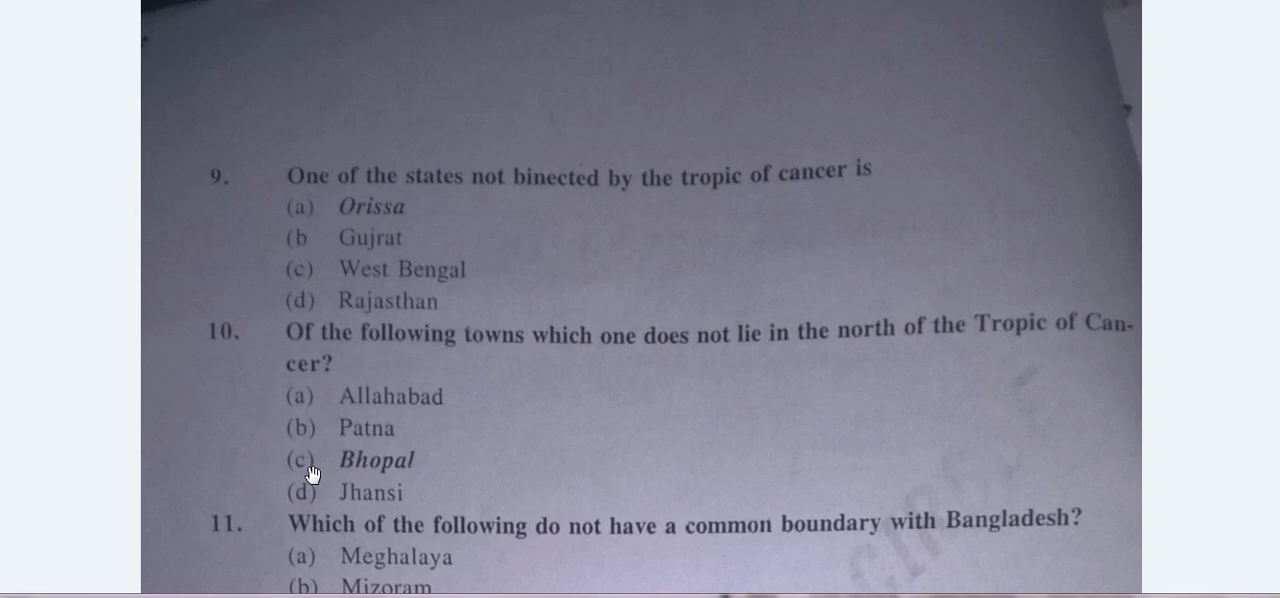 9. One of the states not binected by the tropic of cancer is
(a) Orissa
(b Gujrat
(c) West Bengal
(d) Rajasthan
10. Of the following towns which one does not lie in the north of the Tropic of Can-
cer?
(a) Allahabad
(b) Patna
(c) Bhopal
(d) Jhansi
11. Which of the following do not have a common boundary with Bangladesh?
(a) Meghalaya
(b) Mizoram